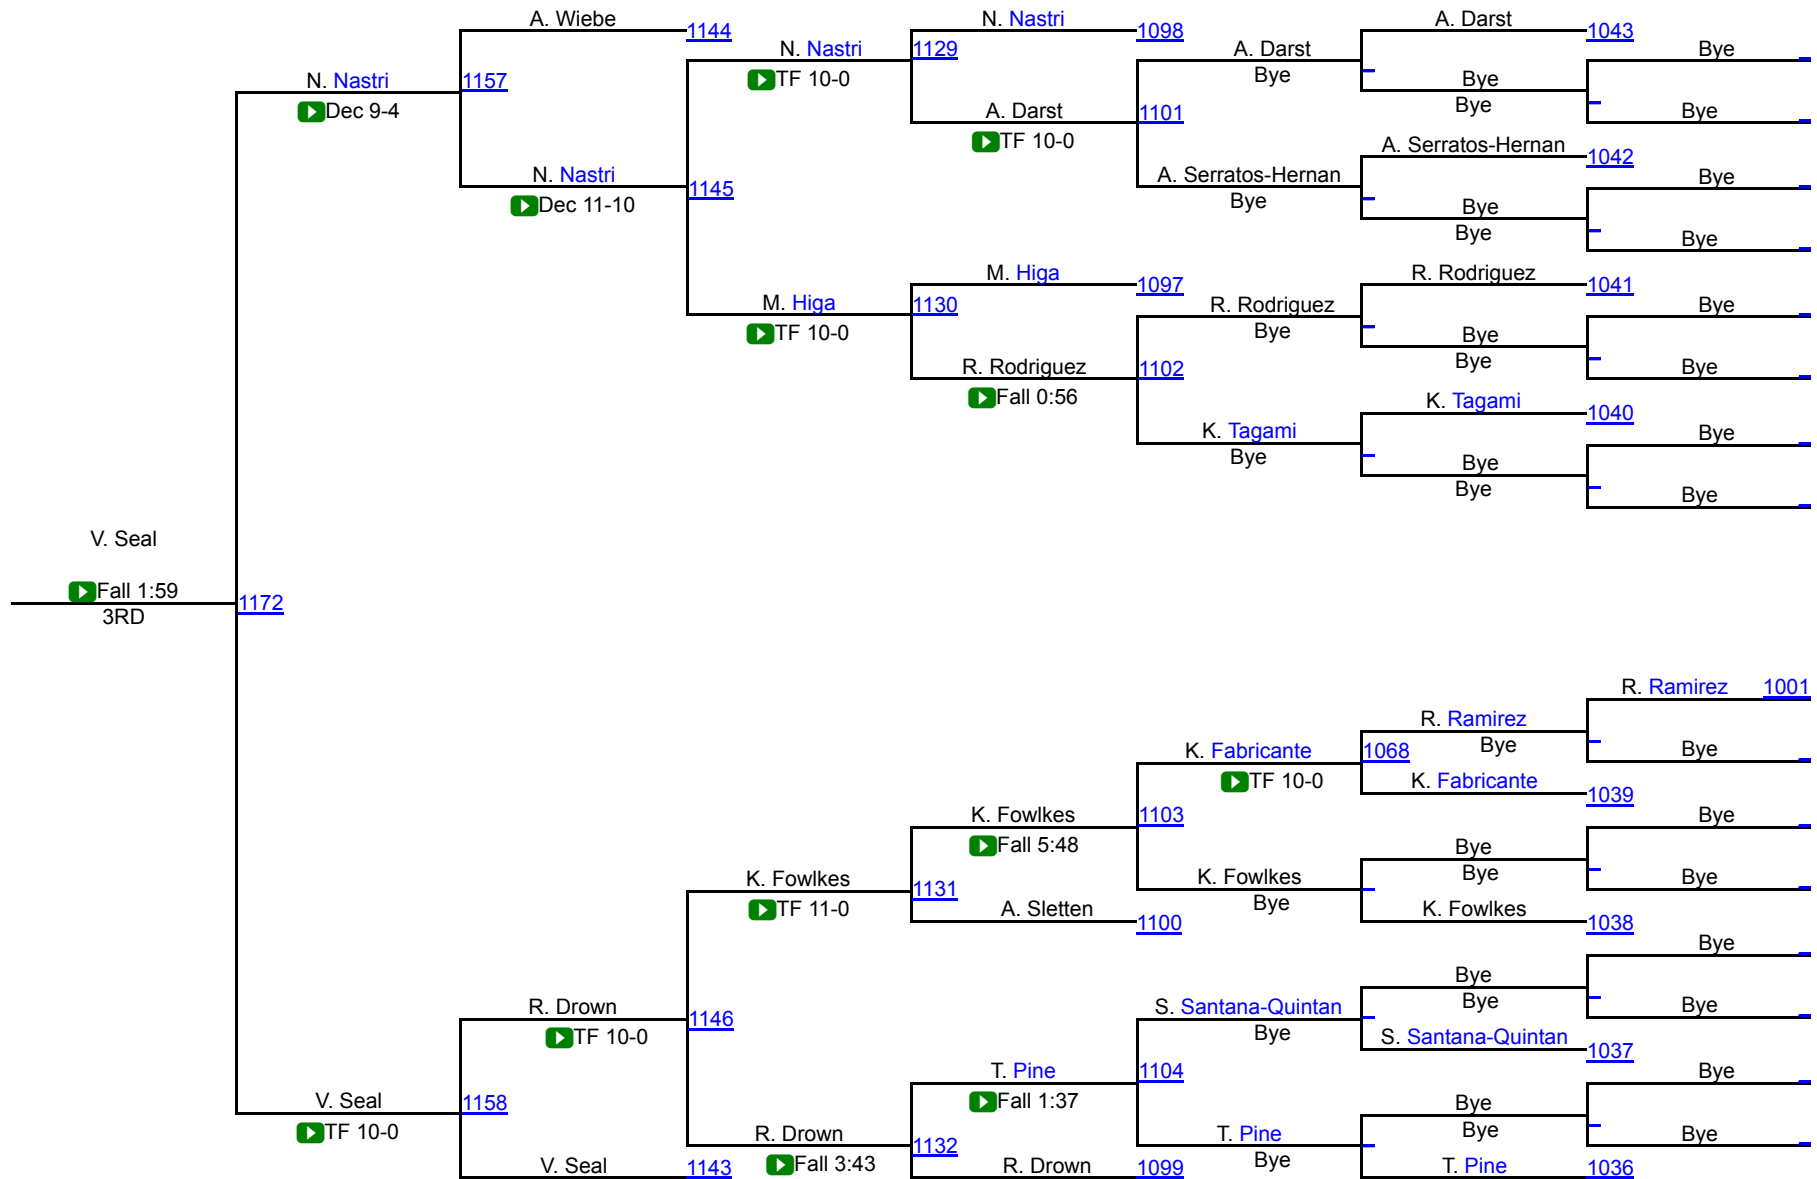 A. Wiebe
1144
N. Nastri
1098
A. Darst
1043
N. Nastri
1129
A. Darst
Bye
Bye
N. Nastri
1157
TF 10-0
Bye
Bye
Bye
Dec 9-4
A. Darst
1101
Bye
TF 10-0
A. Serratos-Hernan
1042
N. Nastri
1145
A. Serratos-Hernan
Bye
Bye
Dec 11-10
Bye
Bye
Bye
M. Higa
1097
R. Rodriguez
1041
M. Higa
1130
R. Rodriguez
Bye
Bye
TF 10-0
Bye
Bye
R. Rodriguez
1102
Bye
Fall 0:56
K. Tagami
1040
K. Tagami
Bye
Bye
Bye
Bye
Bye
V. Seal
Fall 1:59
1172
3RD
R. Ramirez
1001
R. Ramirez
Bye
K. Fabricante
1068
Bye
TF 10-0
K. Fabricante
1039
K. Fowlkes
1103
Bye
Fall 5:48
Bye
Bye
K. Fowlkes
1131
K. Fowlkes
Bye
Bye
TF 11-0
A. Sletten
1100
K. Fowlkes
1038
Bye
R. Drown
1146
S. Santana-Quintan
Bye
Bye
Bye
Bye
TF 10-0
S. Santana-Quintan
1037
T. Pine
1104
Bye
Fall 1:37
V. Seal
1158
Bye
Bye
TF 10-0
R. Drown
1132
T. Pine
Bye
Bye
V. Seal
1143
Fall 3:43
R. Drown
1099
T. Pine
1036